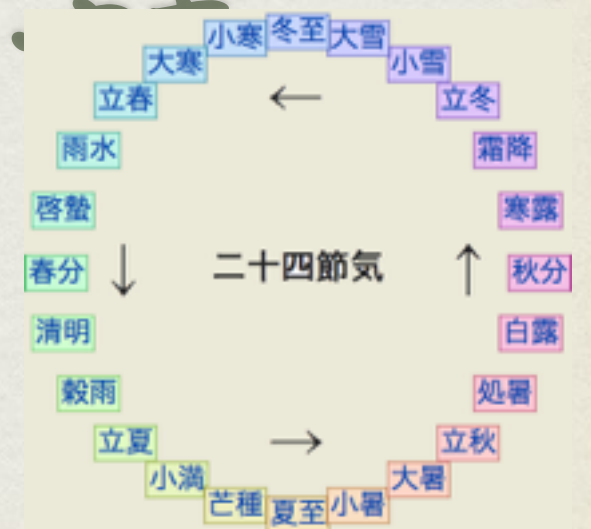 冬至
小寒
大寒
立春
雨水
啓蟄
春分
清明
穀雨
立夏
小満
芒種
夏至
小暑
大暑
立秋
処暑
白露
秋分
寒露
霜降
立冬
小雪
大雪
二十四節気